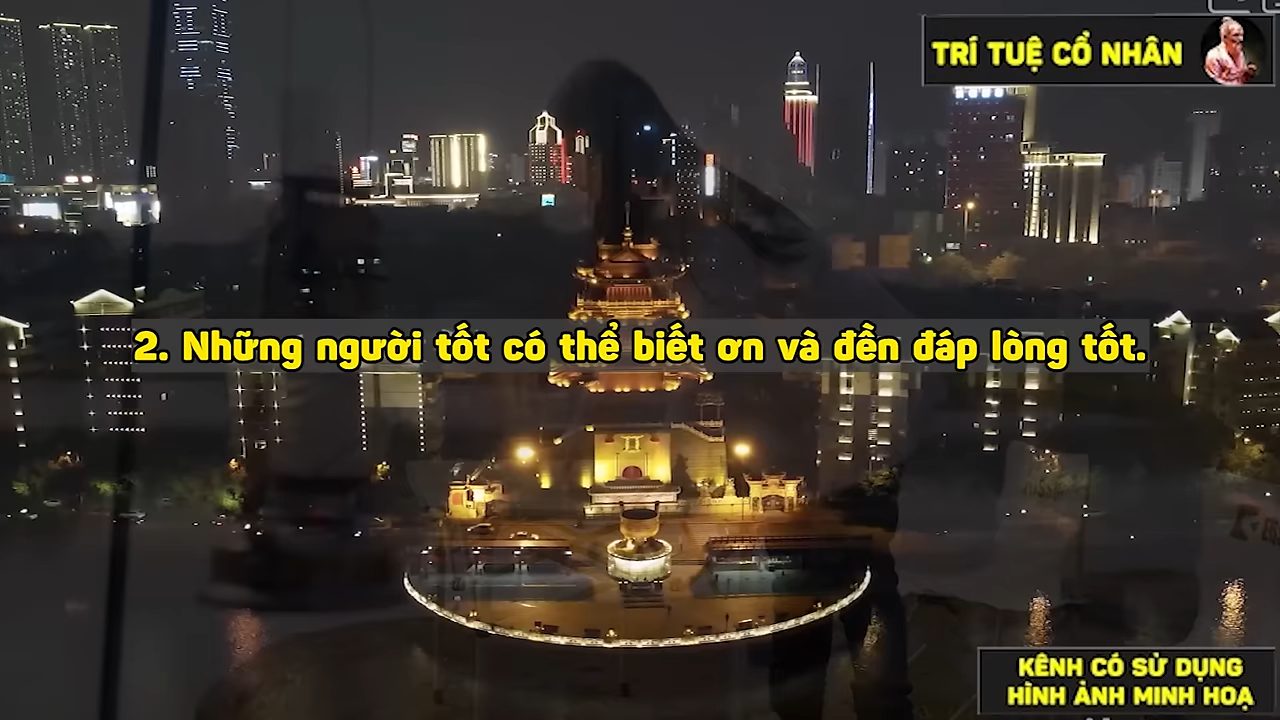 TRÍ TUỆ CỔ NHÂN
2. Những người tốt có thể biết ơn và đền đáp lòng tốt.
KÊNH CÓ SỬ DỤNG
HÌNH ẢNH MINH HOẠ